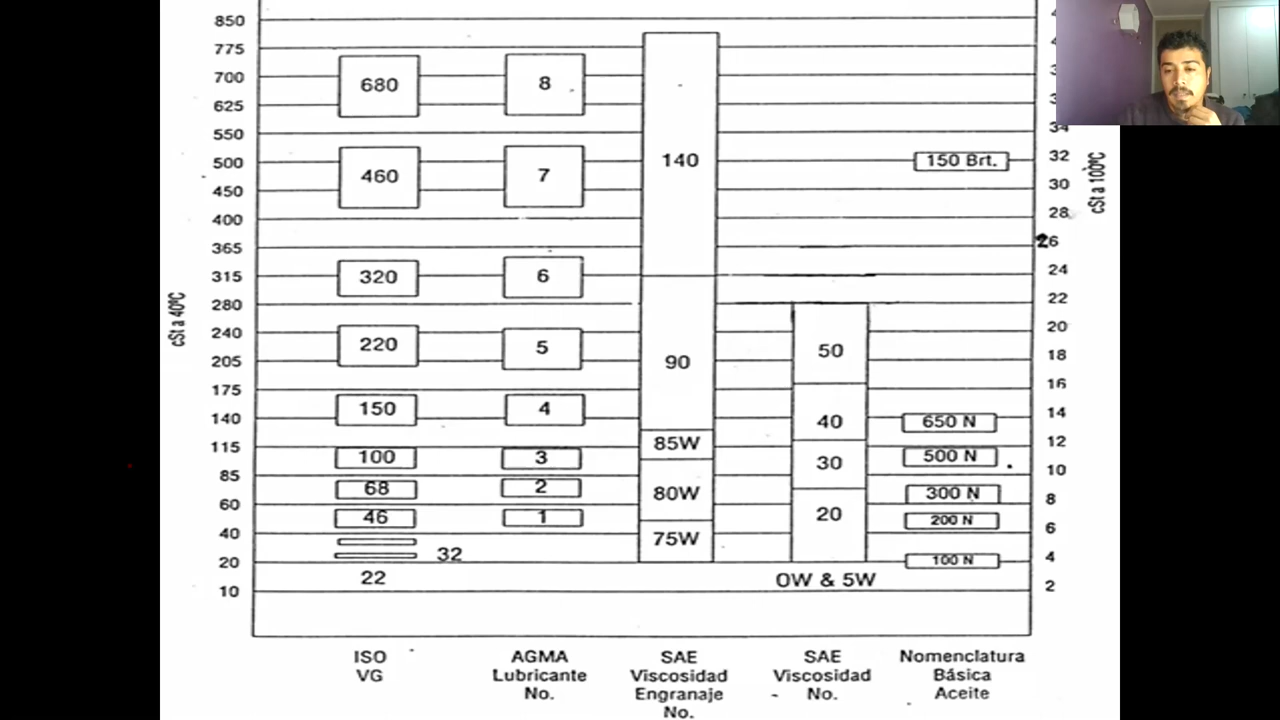 850
775
700
625
550
500
450
400
365
315
280
240
205
175
140
115
85
60
40
20
10
cSt a 40ºC
680
460
320
220
150
100
68
46
32
22
ISO
VG
8
7
6
5
4
3
2
1
AGMA
Lubricante
No.
140
90
85W
80W
75W
SAE
Viscosidad
Engranaje
No.
50
40
30
20
0W & 5W
SAE
Viscosidad
No.
150 Brt.
650 N
500 N
300 N
200 N
100 N
Nomenclatura
Básica
Aceite
34
32
30
28
26
24
22
20
18
16
14
12
10
8
6
4
2
cSt a 100ºC